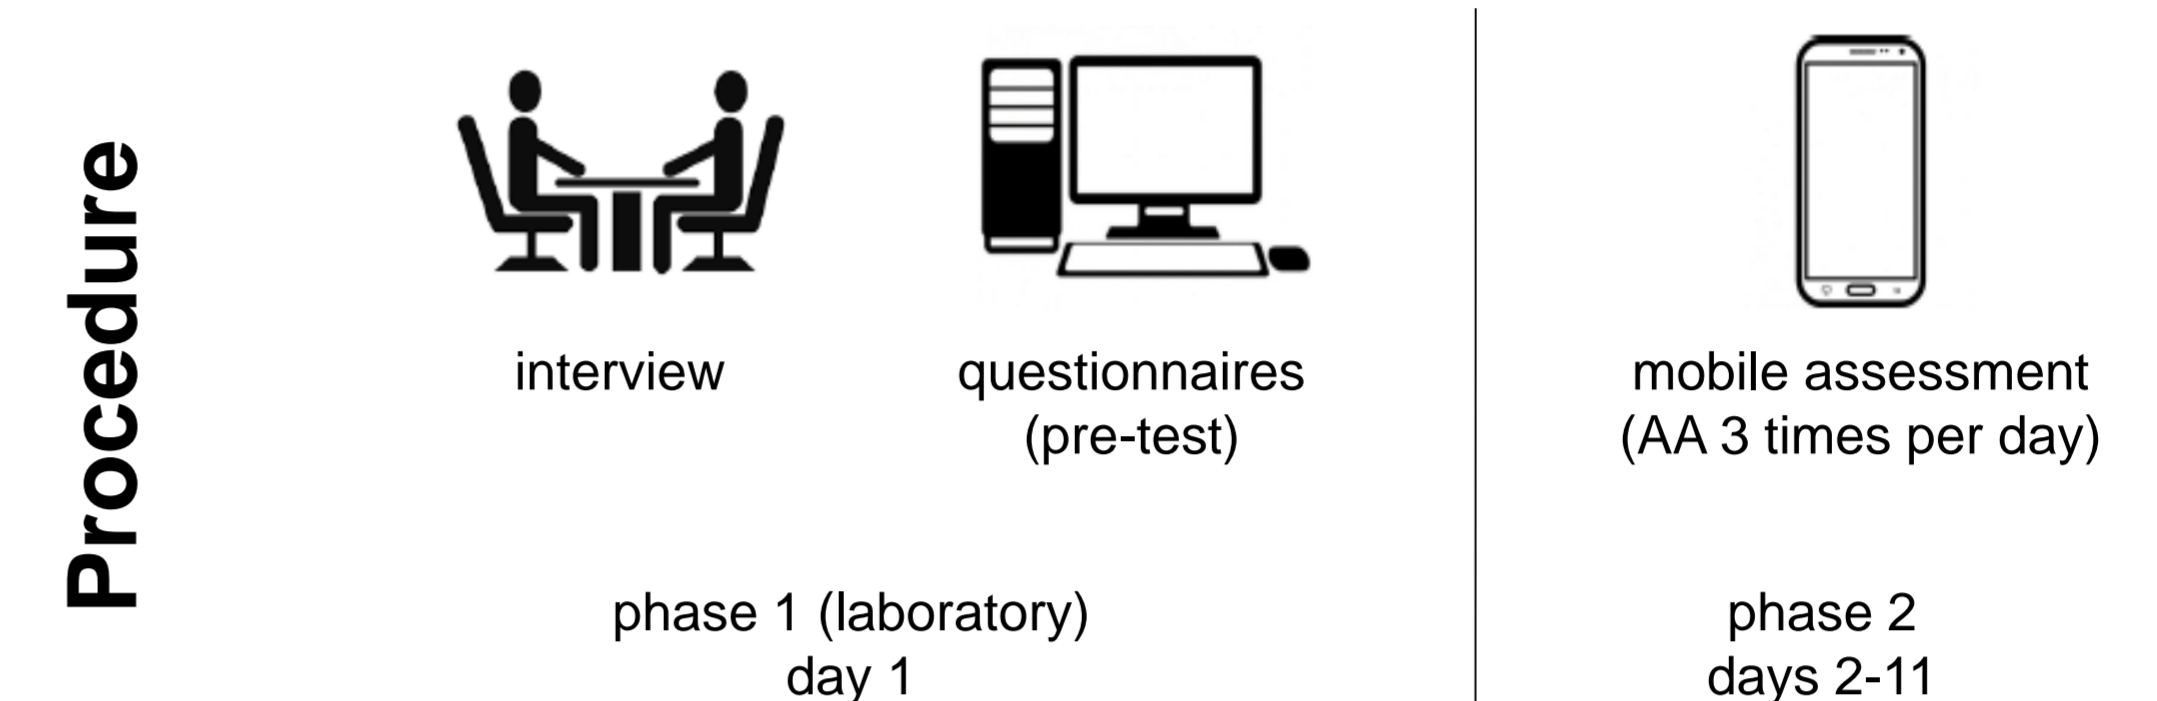 Procedure
interview
questionnaires
(pre-test)
mobile assessment
(AA 3 times per day)
phase 1 (laboratory)
day 1
phase 2
days 2-11